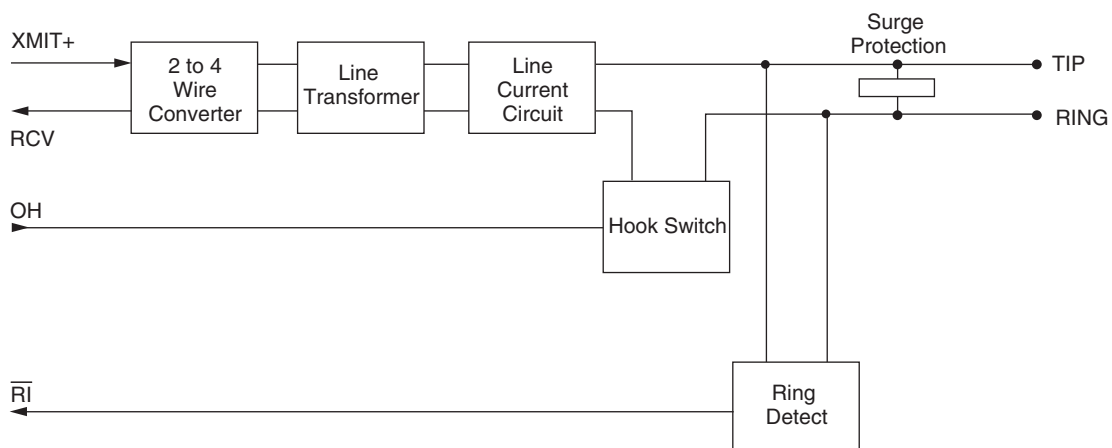 XMIT+
RCV
OH
R̅I̅
2 to 4
Wire
Converter
Line
Transformer
Line
Current
Circuit
Hook Switch
Ring
Detect
Surge
Protection
TIP
RING